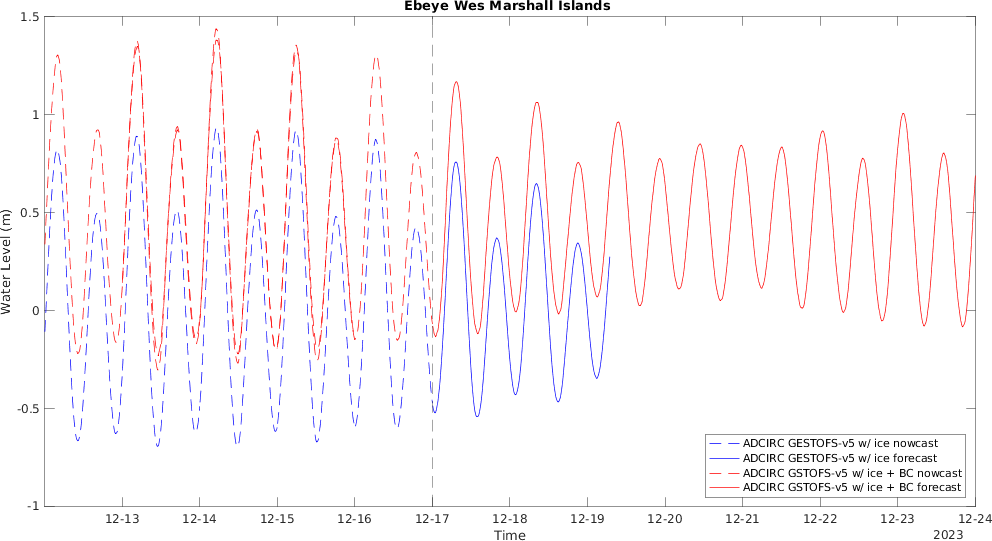 Ebeye Wes Marshall Islands
1.5
1
0.5
0
-0.5
-1
Water Level (m)
12-13 12-14 12-15 12-16 12-17 12-18 12-19 12-20 12-21 12-22 12-23 12-24
Time
2023
ADCIRC GESTOFS-v5 w/ ice nowcast
ADCIRC GESTOFS-v5 w/ ice forecast
ADCIRC GSTOFS-v5 w/ ice + BC nowcast
ADCIRC GSTOFS-v5 w/ ice + BC forecast